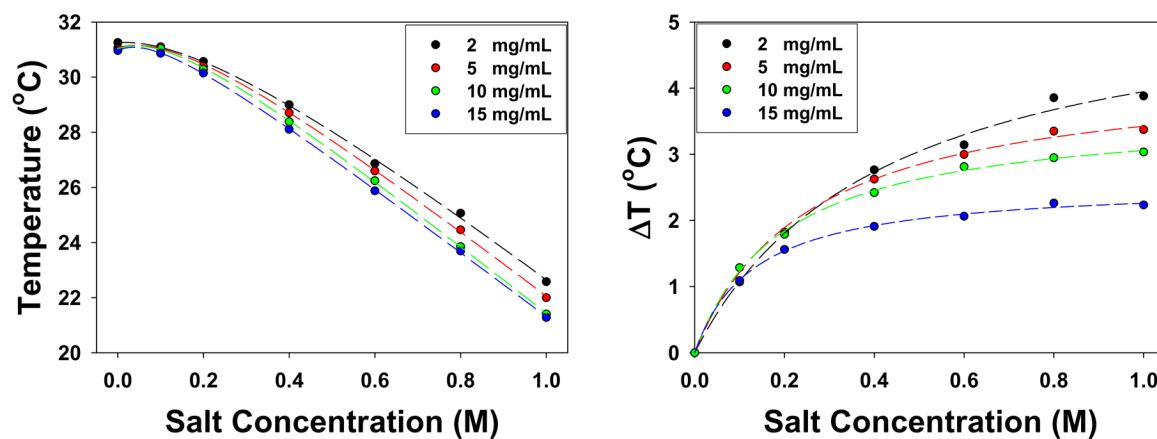 32
30
28
26
24
22
20
Temperature (°C)
2 mg/mL
5 mg/mL
10 mg/mL
15 mg/mL
0.0 0.2 0.4 0.6 0.8 1.0
Salt Concentration (M)
5
4
3
2
1
0
ΔT (°C)
2 mg/mL
5 mg/mL
10 mg/mL
15 mg/mL
0.0 0.2 0.4 0.6 0.8 1.0
Salt Concentration (M)